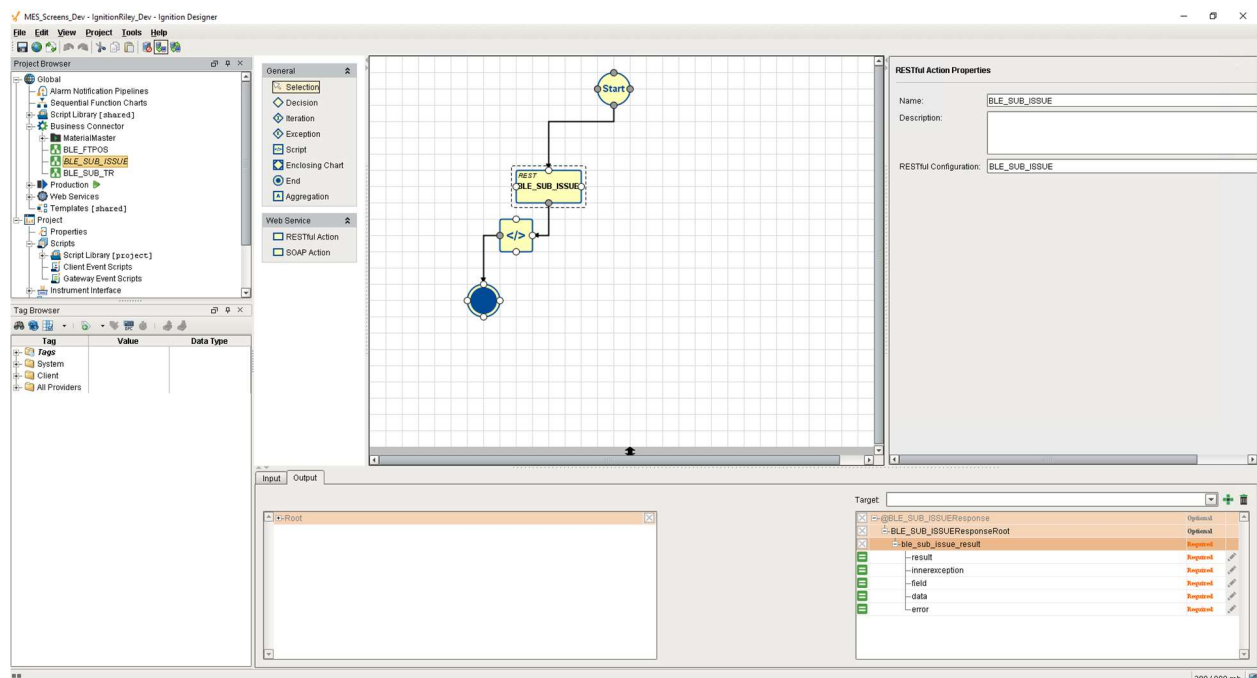 MES_Screens_Dev - IgnitionRiley_Dev - Ignition Designer
File Edit View Project Tools Help
Project Browser
Global
Alarm Notification Pipelines
Sequential Function Charts
Script Library [shared]
Business Connector
MaterialMaster
BLE_FTPOS
BLE_SUB_ISSUE
BLE_SUB_TR
Production
Web Services
Templates [shared]
Project
Properties
Scripts
Script Library [project]
Client Event Scripts
Gateway Event Scripts
Instrument Interface
Tag Browser
Tag Value Data Type
Tags
System
Client
All Providers
General
Selection
Decision
Iteration
Exception
Script
Enclosing Chart
End
Aggregation
Web Service
RESTful Action
SOAP Action
Start
REST
BLE_SUB_ISSUE
</>
RESTful Action Properties
Name: BLE_SUB_ISSUE
Description:
RESTful Configuration: BLE_SUB_ISSUE
Input Output
Root
Target:
@BLE_SUB_ISSUEResponse Optional
BLE_SUB_ISSUEResponseRoot Optional
ble_sub_issue_result Required
result Required
innerexception Required
field Required
data Required
error Required